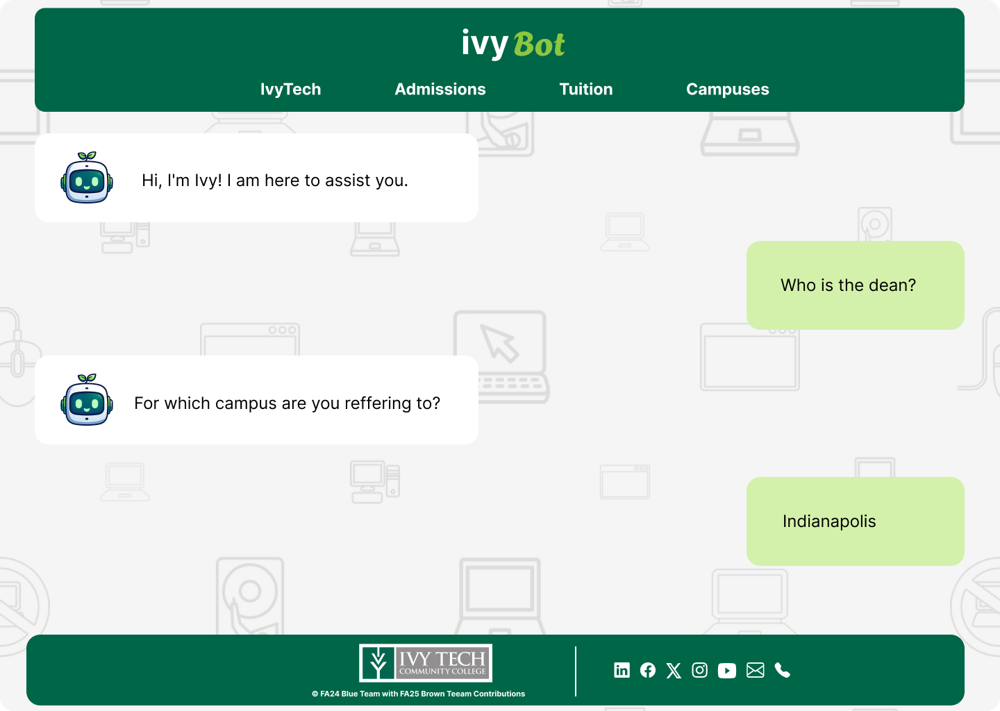 ivy Bot
IvyTech Admissions Tuition Campuses
Hi, I'm Ivy! I am here to assist you.
Who is the dean?
For which campus are you reffering to?
Indianapolis
IVY TECH
COMMUNITY COLLEGE
© FA24 Blue Team with FA25 Brown Teeam Contributions